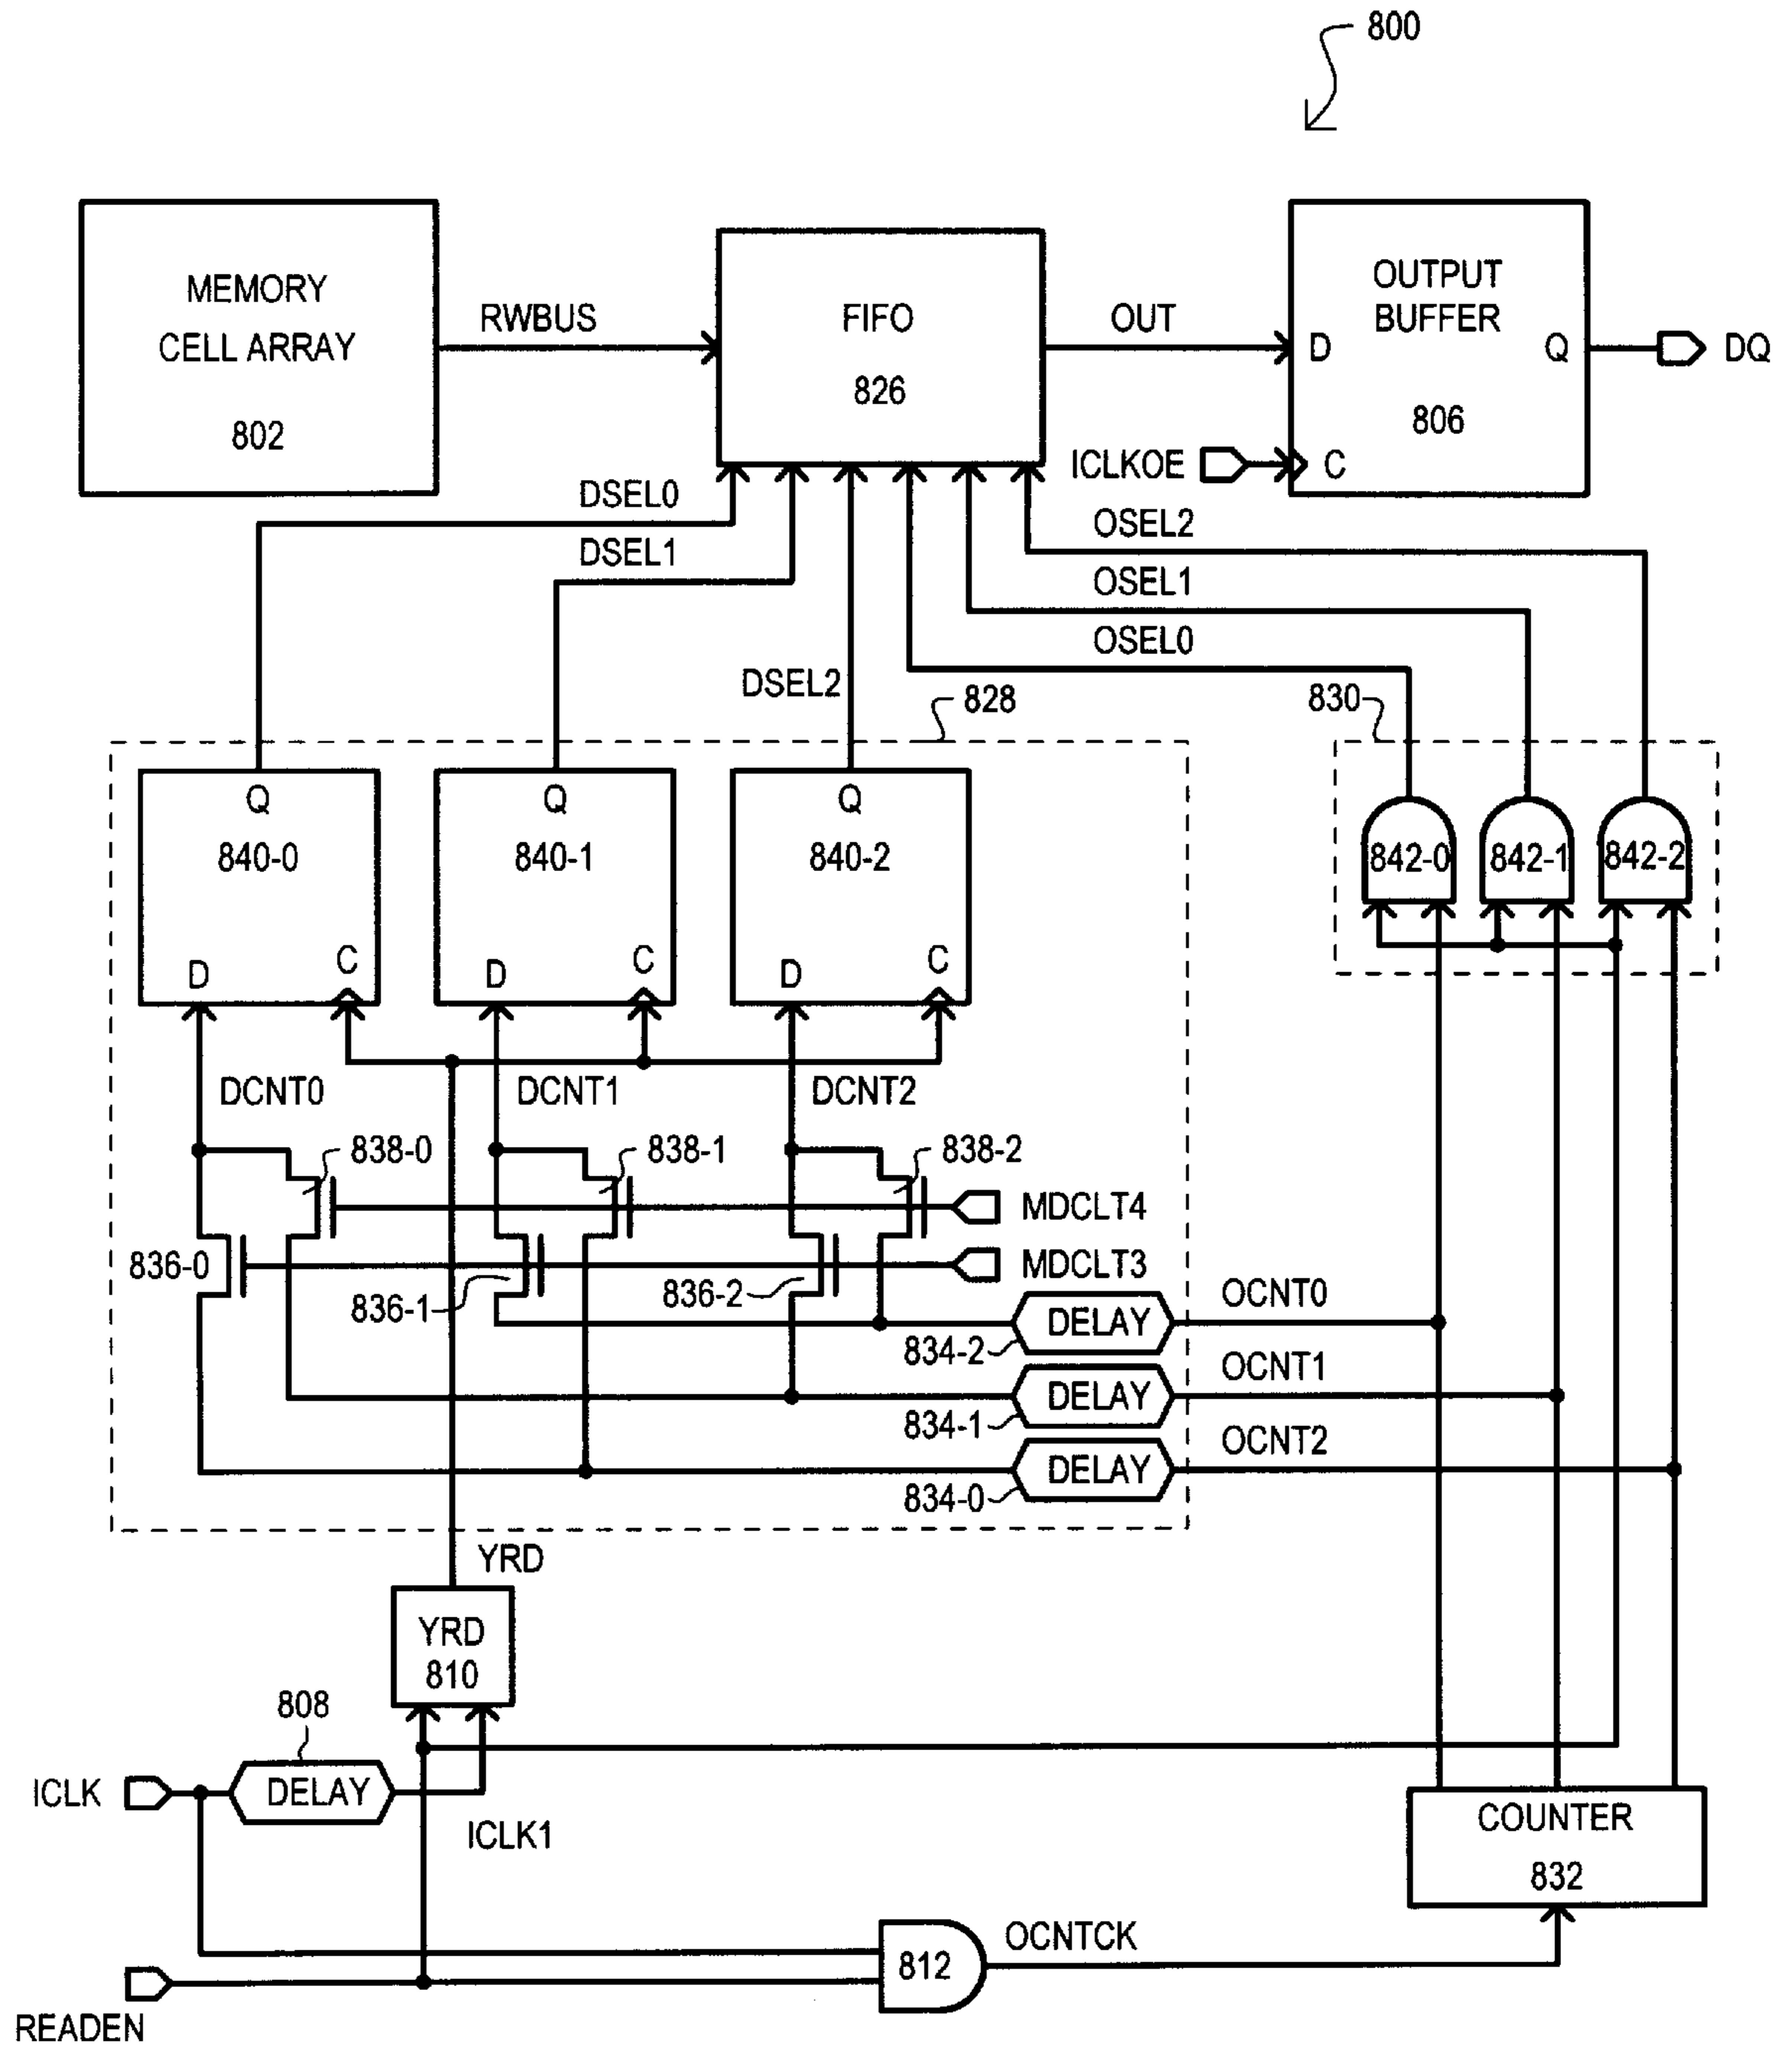 800
MEMORY
CELL ARRAY
802
RWBUS
FIFO
826
OUT
OUTPUT
BUFFER
D
Q
806
DQ
ICLKOE
C
DSEL0
DSEL1
DSEL2
OSEL2
OSEL1
OSEL0
828
830
Q
840-0
D
C
Q
840-1
D
C
Q
840-2
D
C
842-0
842-1
842-2
DCNT0
DCNT1
DCNT2
838-0
838-1
838-2
MDCLT4
836-0
836-1
836-2
MDCLT3
DELAY
834-2
OCNT0
DELAY
834-1
OCNT1
DELAY
834-0
OCNT2
YRD
YRD
810
808
ICLK
DELAY
ICLK1
COUNTER
832
812
OCNTCK
READEN